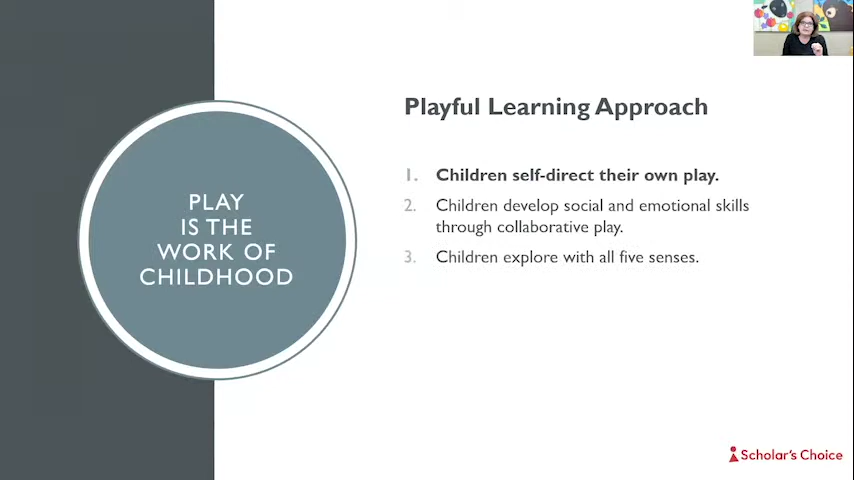 PLAY
IS THE
WORK OF
CHILDHOOD
Playful Learning Approach
1. Children self-direct their own play.
2. Children develop social and emotional skills
through collaborative play.
3. Children explore with all five senses.
Scholar's Choice